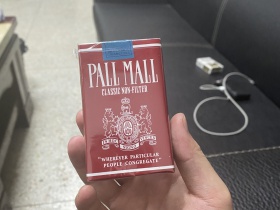 PALL MALL
CLASSIC NON-FILTER
"WHEREVER PARTICULAR
PEOPLE CONGREGATE"